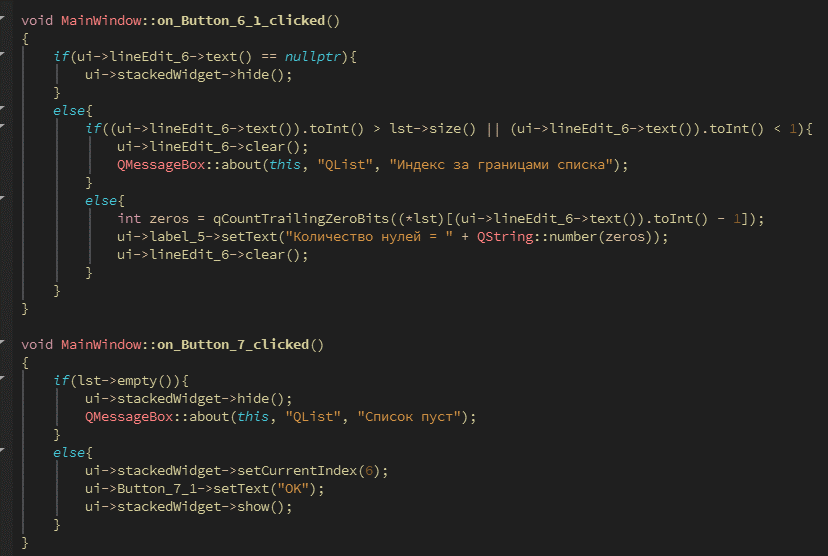 void MainWindow::on_Button_6_1_clicked()
{
    if(ui->lineEdit_6->text() == nullptr){
        ui->stackedWidget->hide();
    }
    else{
        if((ui->lineEdit_6->text()).toInt() > lst->size() || (ui->lineEdit_6->text()).toInt() < 1){
            ui->lineEdit_6->clear();
            QMessageBox::about(this, "QList", "Индекс за границами списка");
        }
        else{
            int zeros = qCountTrailingZeroBits((*lst)[(ui->lineEdit_6->text()).toInt() - 1]);
            ui->label_5->setText("Количество нулей = " + QString::number(zeros));
            ui->lineEdit_6->clear();
        }
    }
}

void MainWindow::on_Button_7_clicked()
{
    if(lst->empty()){
        ui->stackedWidget->hide();
        QMessageBox::about(this, "QList", "Список пуст");
    }
    else{
        ui->stackedWidget->setCurrentIndex(6);
        ui->Button_7_1->setText("OK");
        ui->stackedWidget->show();
    }
}